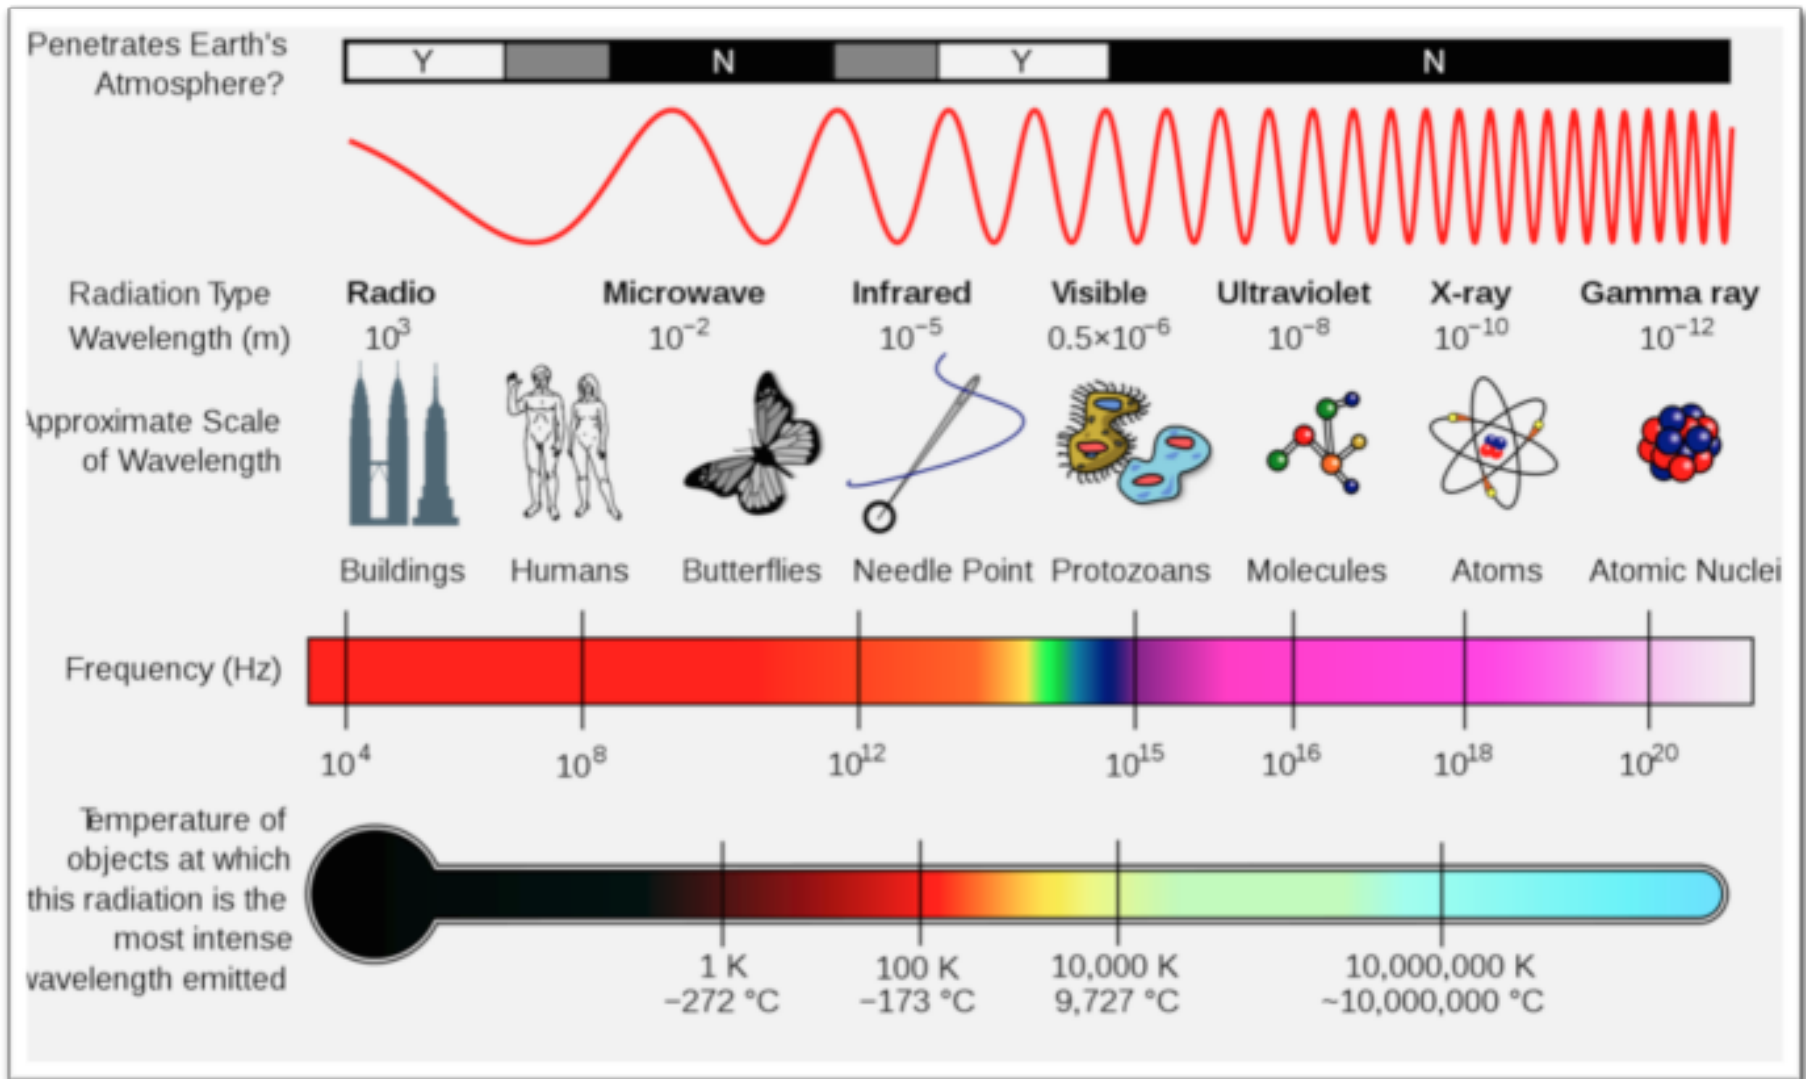 Penetrates Earth's
Atmosphere?
Y N Y N
Radiation Type Radio Microwave Infrared Visible Ultraviolet X-ray Gamma ray
Wavelength (m) 10³ 10⁻² 10⁻⁵ 0.5×10⁻⁶ 10⁻⁸ 10⁻¹⁰ 10⁻¹²
Approximate Scale
of Wavelength
Buildings Humans Butterflies Needle Point Protozoans Molecules Atoms Atomic Nuclei
Frequency (Hz)
10⁴ 10⁸ 10¹² 10¹⁵ 10¹⁶ 10¹⁸ 10²⁰
Temperature of
objects at which
this radiation is the
most intense
wavelength emitted
1 K 100 K 10,000 K 10,000,000 K
−272 °C −173 °C 9,727 °C ~10,000,000 °C